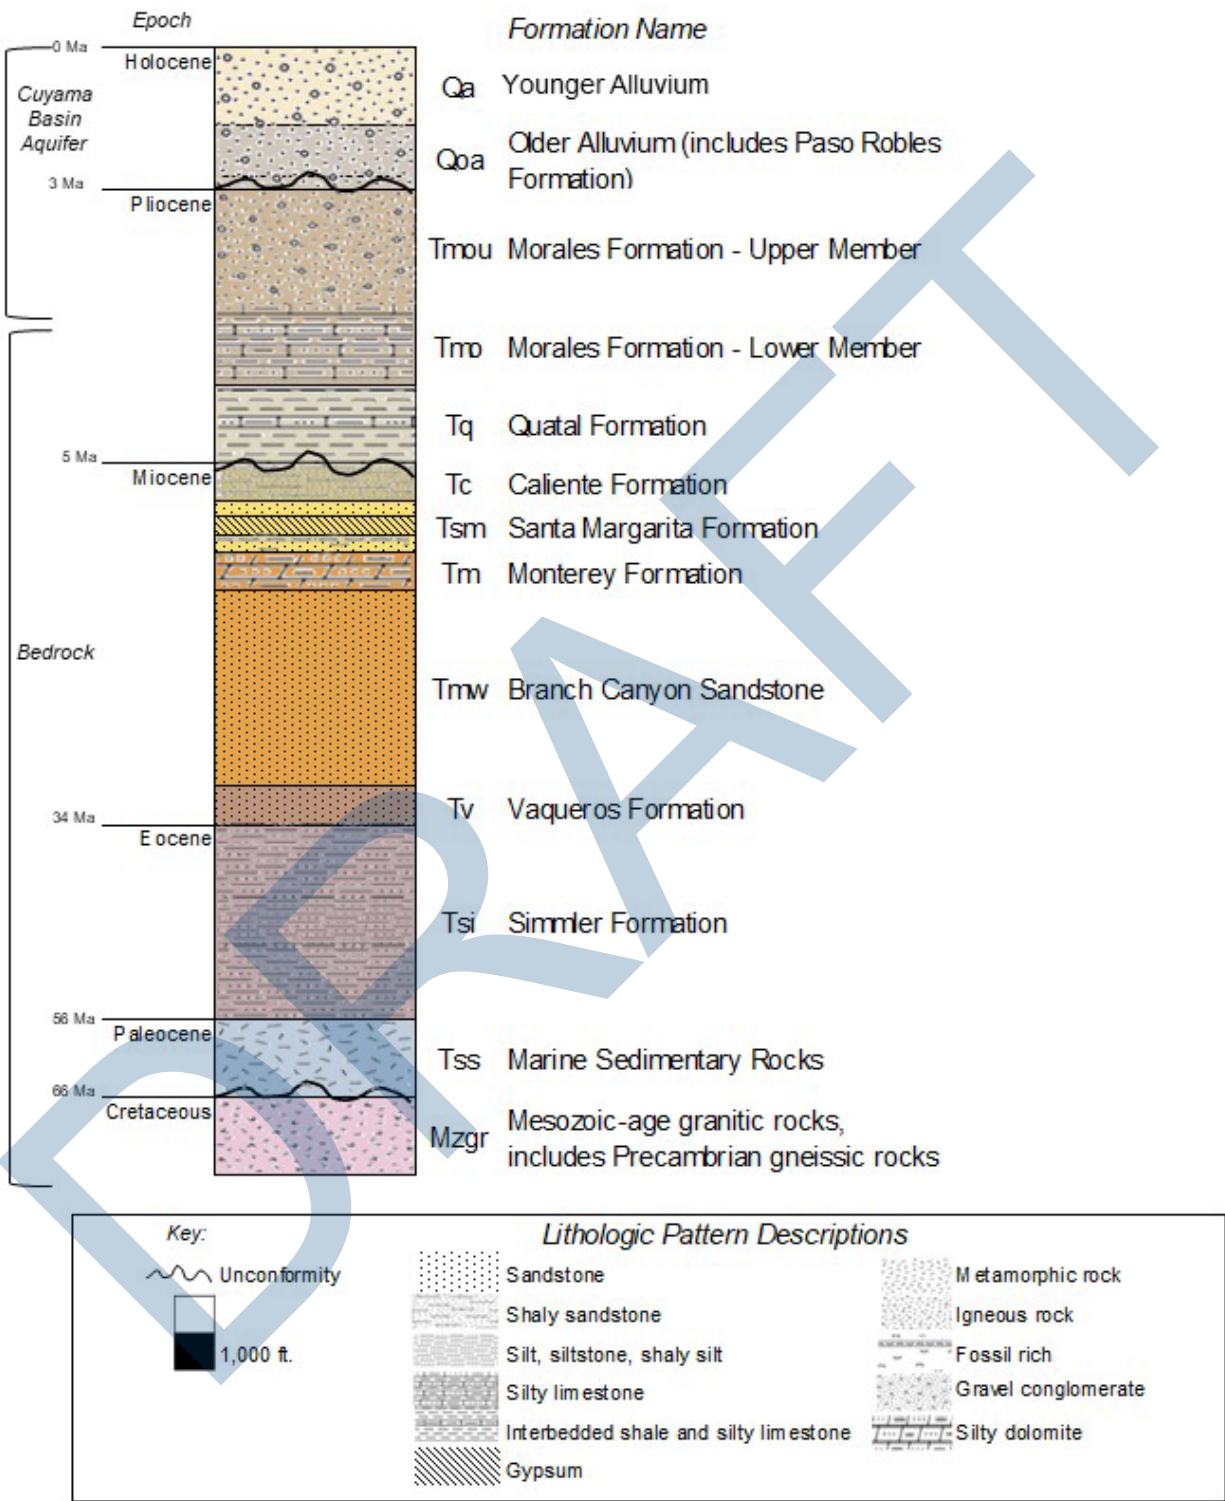 Epoch
Formation Name
0 Ma
Holocene
Cuyama
Basin
Aquifer
Qa Younger Alluvium
Qoa Older Alluvium (includes Paso Robles
Formation)
3 Ma
Pliocene
Tmou Morales Formation - Upper Member
Tmo Morales Formation - Lower Member
Tq Quatal Formation
5 Ma
Miocene
Tc Caliente Formation
Tsm Santa Margarita Formation
Tm Monterey Formation
Bedrock
Tmw Branch Canyon Sandstone
Tv Vaqueros Formation
34 Ma
Eocene
Tsi Simmler Formation
56 Ma
Paleocene
Tss Marine Sedimentary Rocks
66 Ma
Cretaceous
Mzgr Mesozoic-age granitic rocks,
includes Precambrian gneissic rocks
DRAFT
Key:
Unconformity
1,000 ft.
Lithologic Pattern Descriptions
Sandstone
Shaly sandstone
Silt, siltstone, shaly silt
Silty limestone
Interbedded shale and silty limestone
Gypsum
Metamorphic rock
Igneous rock
Fossil rich
Gravel conglomerate
Silty dolomite